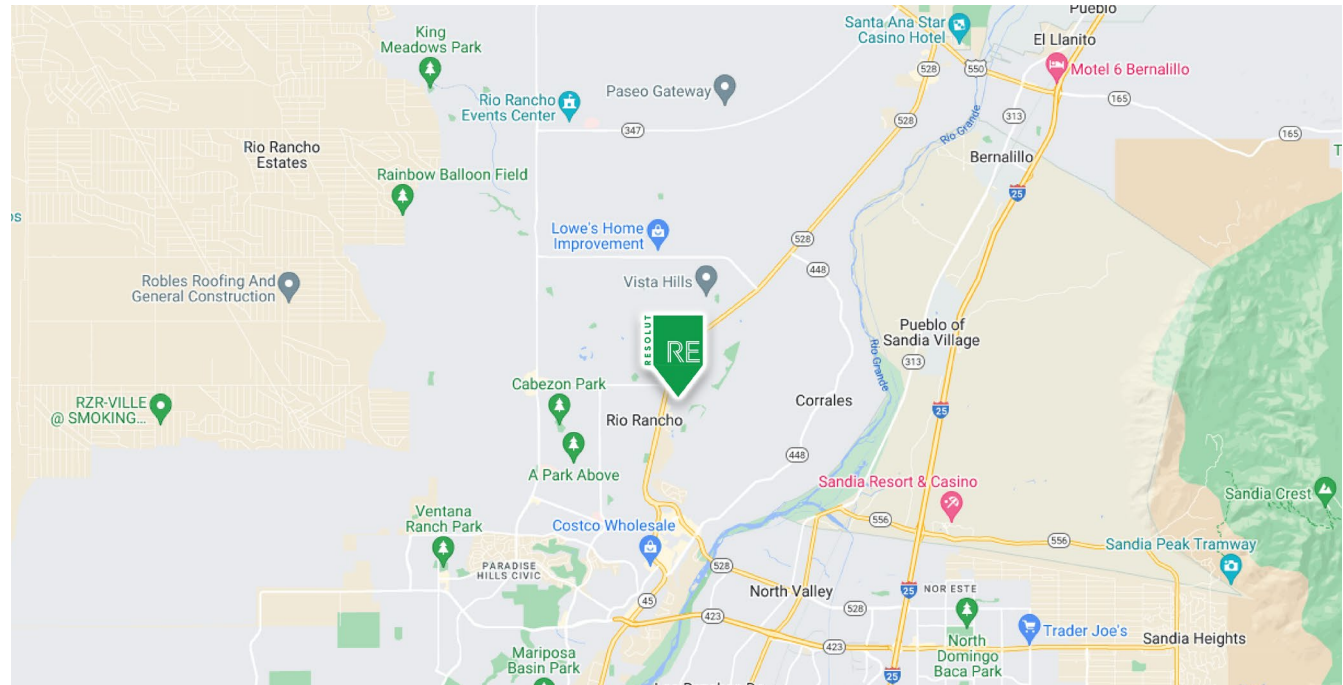 Pueblo
King
Meadows Park
Santa Ana Star
Casino Hotel
El Llanito
528
550
Motel 6 Bernalillo
Rio Rancho
Events Center
Paseo Gateway
165
347
528
Rio Grande
313
165
Rio Rancho
Estates
Bernalillo
T
Rainbow Balloon Field
25
os
Lowe's Home
Improvement
528
448
Robles Roofing And
General Construction
Vista Hills
RESOLUT
RE
Pueblo of
Sandia Village
Rio Grande
313
Cabezon Park
RZR-VILLE
@ SMOKING...
Corrales
25
Rio Rancho
448
A Park Above
Sandia Resort & Casino
Sandia Crest
Ventana
Ranch Park
Costco Wholesale
556
556
Sandia Peak Tramway
PARADISE
HILLS CIVIC
528
North Valley
25
NOR ESTE
45
423
528
North
Domingo
Baca Park
Trader Joe's
Sandia Heights
423
Mariposa
Basin Park
25